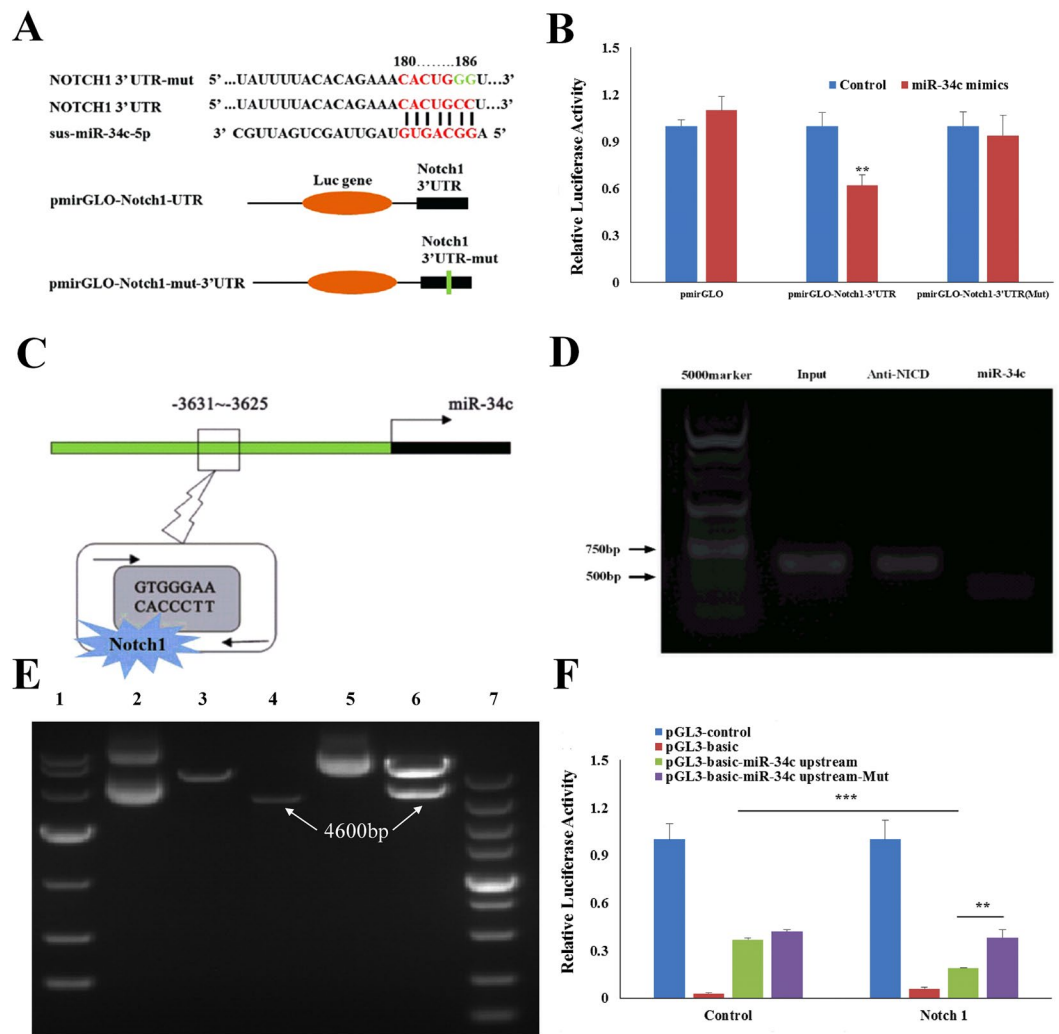 A
180........186
NOTCH1 3’UTR-mut 5’ ...UAUUUUACACAGAAACACUGGGU...3’
NOTCH1 3’UTR 5’ ...UAUUUUACACAGAAACACUGCCU...3’
sus-miR-34c-5p 3’ CGUUAGUCGAUUGAUGUGACGGA 5’
Luc gene
Notch1
3’UTR
pmirGLO-Notch1-UTR
Notch1
3’UTR-mut
pmirGLO-Notch1-mut-3’UTR
B
Relative Luciferase Activity
1.5
1.2
0.9
0.6
0.3
0
Control
miR-34c mimics
**
pmirGLO
pmirGLO-Notch1-3’UTR
pmirGLO-Notch1-3’UTR(Mut)
C
-3631~-3625
miR-34c
GTGGGAA
CACCCTT
Notch1
D
5000marker Input Anti-NICD miR-34c
750bp
500bp
E
1 2 3 4 5 6 7
4600bp
F
pGL3-control
pGL3-basic
pGL3-basic-miR-34c upstream
pGL3-basic-miR-34c upstream-Mut
Relative Luciferase Activity
1.5
1.2
0.9
0.6
0.3
0
***
**
Control
Notch 1